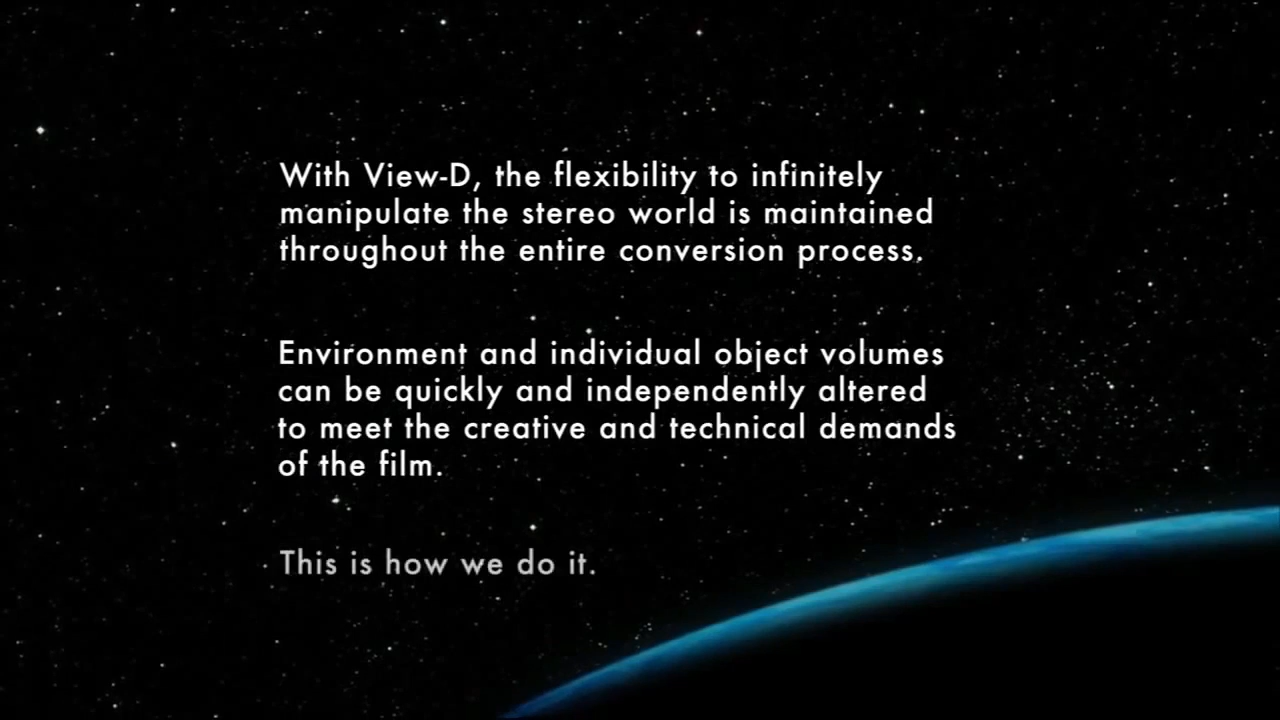 With View-D, the flexibility to infinitely
manipulate the stereo world is maintained
throughout the entire conversion process.
Environment and individual object volumes
can be quickly and independently altered
to meet the creative and technical demands
of the film.
This is how we do it.